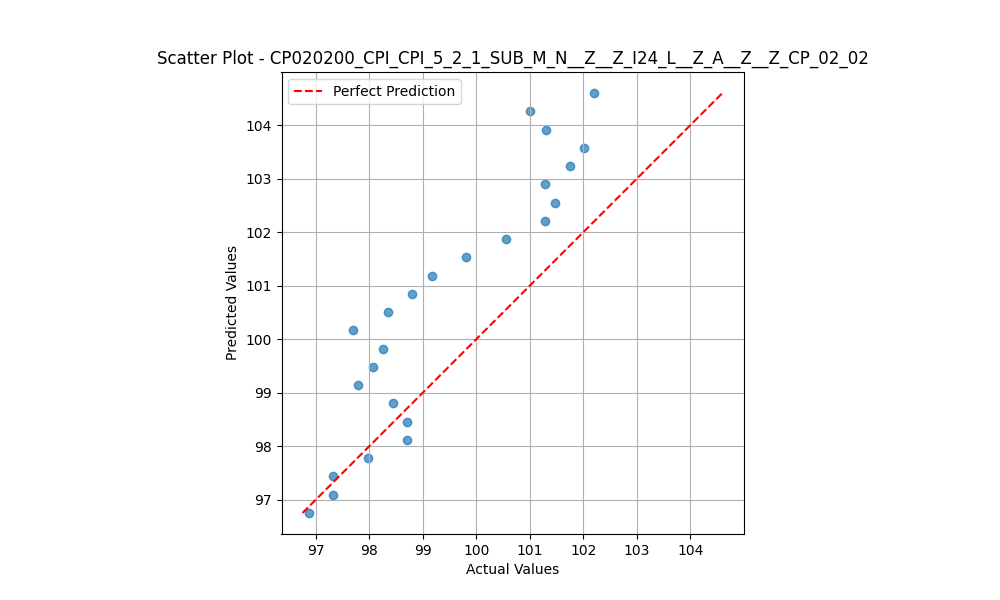 Scatter Plot - CP020200_CPI_CPI_5_2_1_SUB_M_N__Z__Z_I24_L__Z_A__Z__Z_CP_02_02
Perfect Prediction
104
103
102
101
100
99
98
97
Predicted Values
97 98 99 100 101 102 103 104
Actual Values